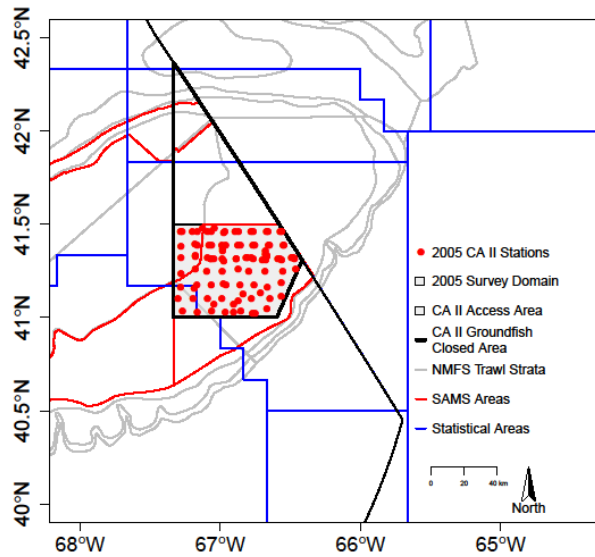 42.5°N
42°N
41.5°N
41°N
40.5°N
40°N
68°W
67°W
66°W
65°W
2005 CA II Stations
2005 Survey Domain
CA II Access Area
CA II Groundfish
Closed Area
NMFS Trawl Strata
SAMS Areas
Statistical Areas
0 20 40 km
North